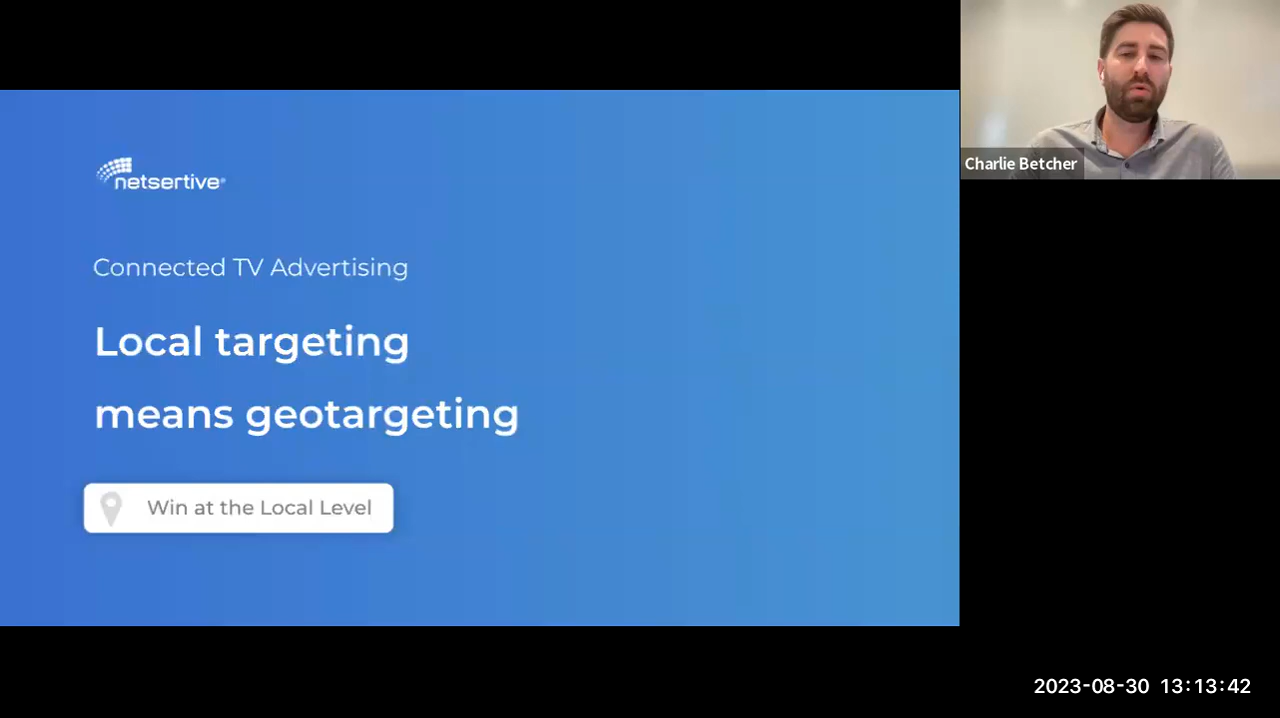 netsertive®
Connected TV Advertising
Local targeting
means geotargeting
Win at the Local Level
Charlie Betcher
2023-08-30 13:13:42